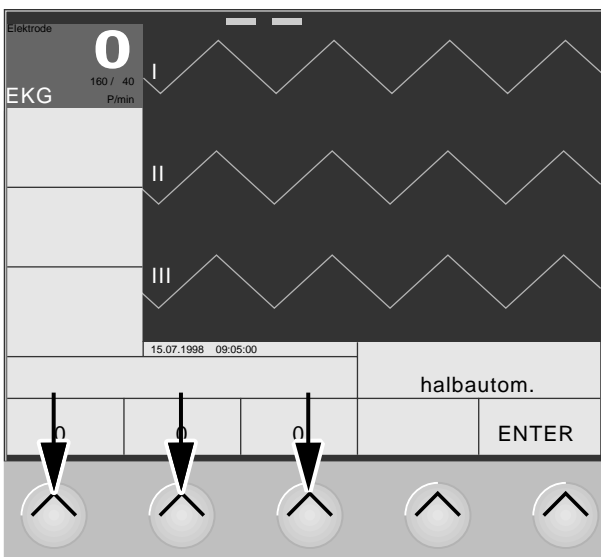 Elektrode
0
160 / 40
EKG P/min
I
II
III
15.07.1998 09:05:00
halbautom.
0 0 0 ENTER